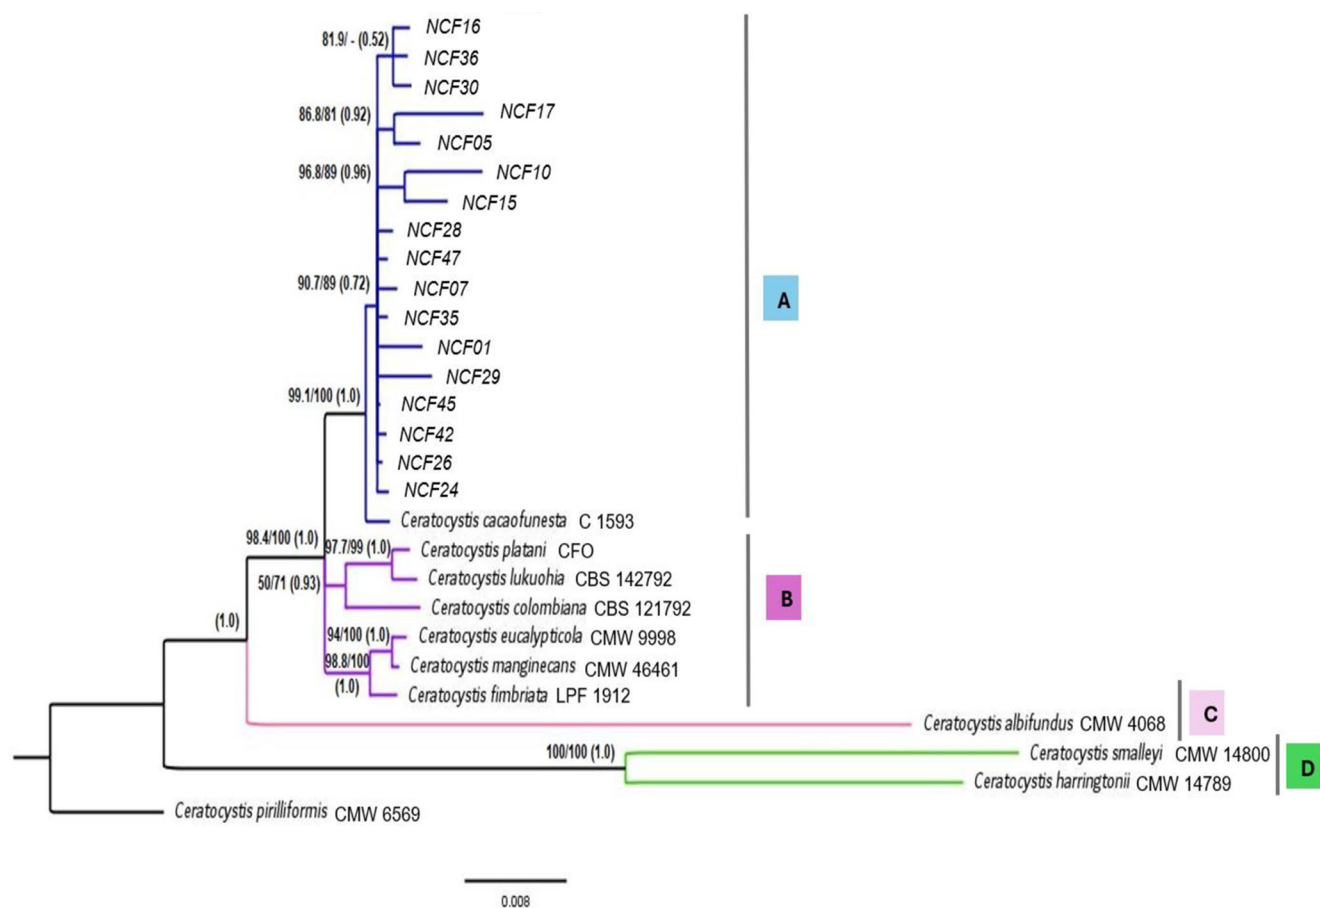 NCF16
81.9/ - (0.52)
NCF36
NCF30
86.8/81 (0.92)
NCF17
NCF05
96.8/89 (0.96)
NCF10
NCF15
NCF28
NCF47
90.7/89 (0.72)
NCF07
A
NCF35
NCF01
NCF29
99.1/100 (1.0)
NCF45
NCF42
NCF26
NCF24
Ceratocystis cacaofunesta C 1593
98.4/100 (1.0)
97.7/99 (1.0)
Ceratocystis platani CFO
50/71 (0.93)
Ceratocystis lukuohia CBS 142792
B
Ceratocystis colombiana CBS 121792
(1.0)
94/100 (1.0)
Ceratocystis eucalypticola CMW 9998
98.8/100
(1.0)
Ceratocystis manginecans CMW 46461
Ceratocystis fimbriata LPF 1912
C
Ceratocystis albifundus CMW 4068
100/100 (1.0)
Ceratocystis smalleyi CMW 14800
D
Ceratocystis harringtonii CMW 14789
Ceratocystis pirilliformis CMW 6569
0.008